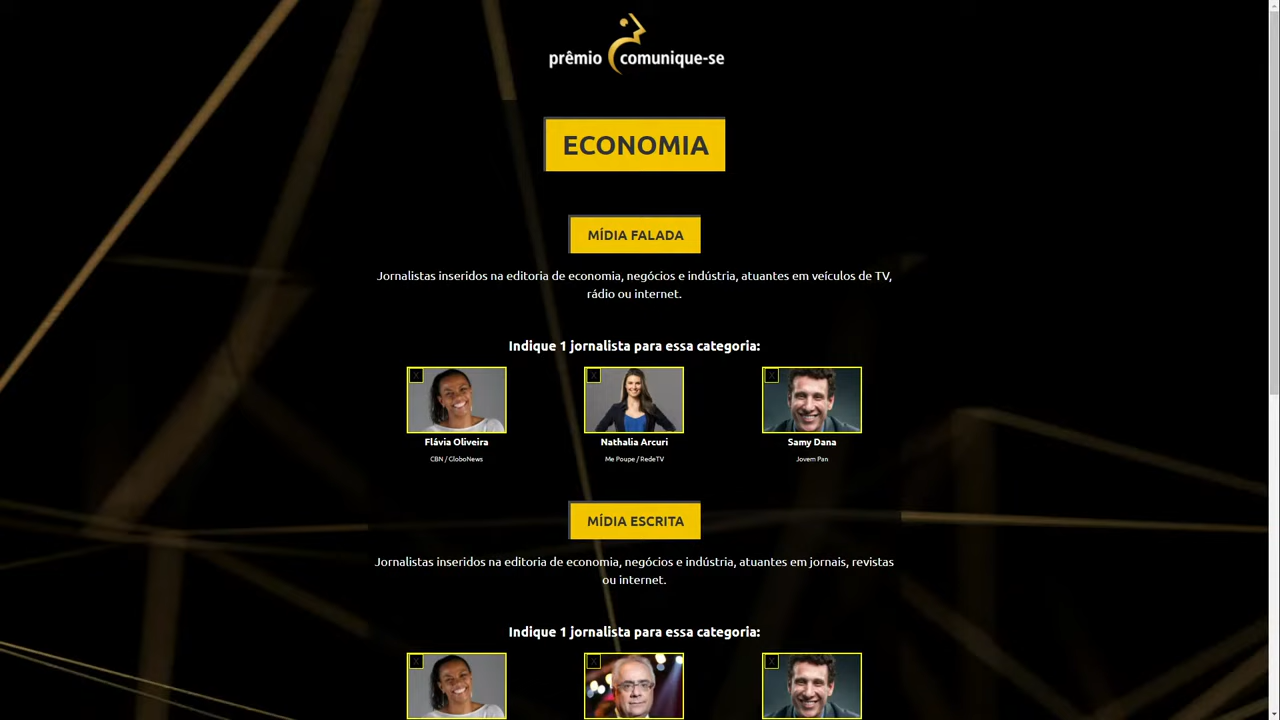 prêmio comunique-se
ECONOMIA
MÍDIA FALADA
Jornalistas inseridos na editoria de economia, negócios e indústria, atuantes em veículos de TV,
rádio ou internet.
Indique 1 jornalista para essa categoria:
X X X
Flávia Oliveira Nathalia Arcuri Samy Dana
CBN / GloboNews Me Poupe / RedeTV Jovem Pan
MÍDIA ESCRITA
Jornalistas inseridos na editoria de economia, negócios e indústria, atuantes em jornais, revistas
ou internet.
Indique 1 jornalista para essa categoria:
X X X